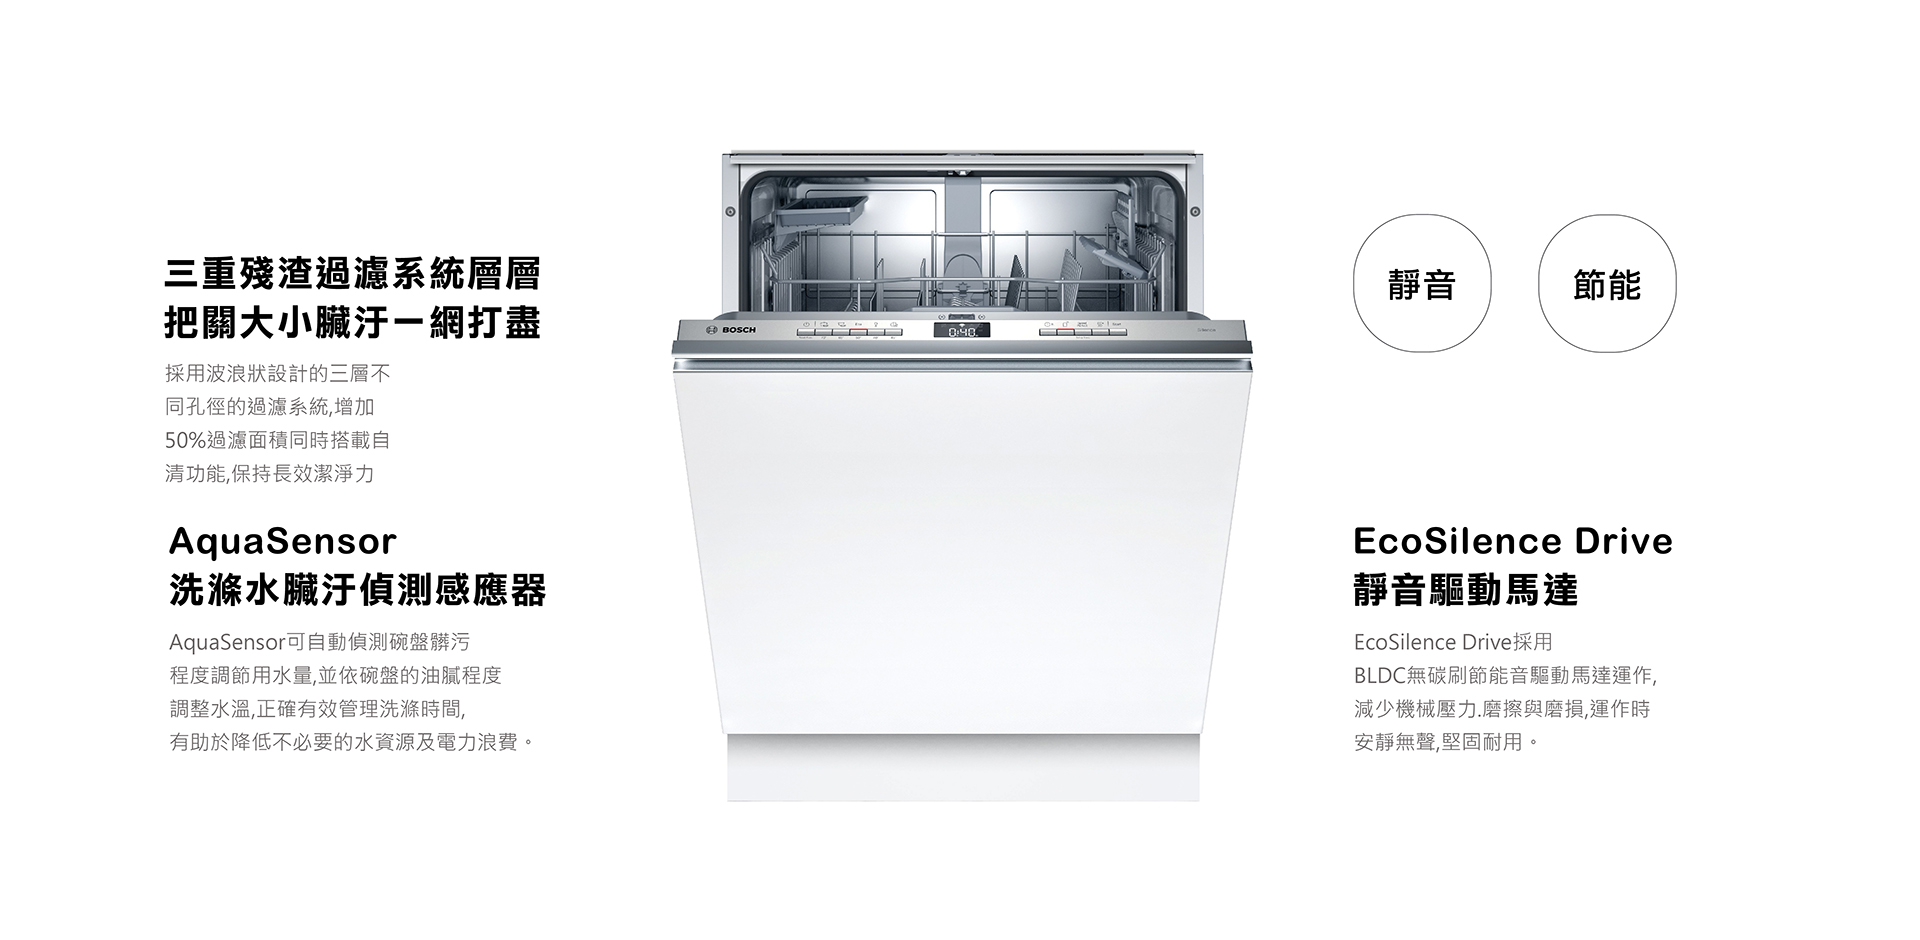 三重殘渣過濾系統層層
把關大小臟汙一網打盡
採用波浪狀設計的三層不
同孔徑的過濾系統,增加
50%過濾面積同時搭載自
清功能,保持長效潔淨力
AquaSensor
洗滌水臟汙偵測感應器
AquaSensor可自動偵測碗盤髒污
程度調節用水量,並依碗盤的油膩程度
調整水溫,正確有效管理洗滌時間,
有助於降低不必要的水資源及電力浪費。
BOSCH
0:40
靜音
節能
EcoSilence Drive
靜音驅動馬達
EcoSilence Drive採用
BLDC無碳刷節能音驅動馬達運作,
減少機械壓力.磨擦與磨損,運作時
安靜無聲,堅固耐用。